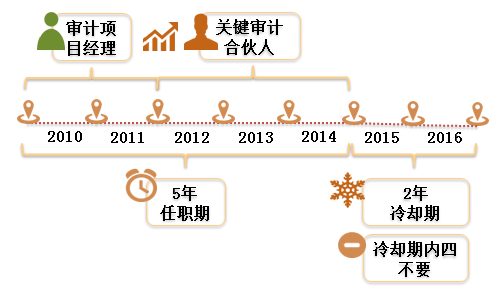 审计项
目经理
关键审计
合伙人
2010
2011
2012
2013
2014
2015
2016
5年
任职期
2年
冷却期
冷却期内四
不要